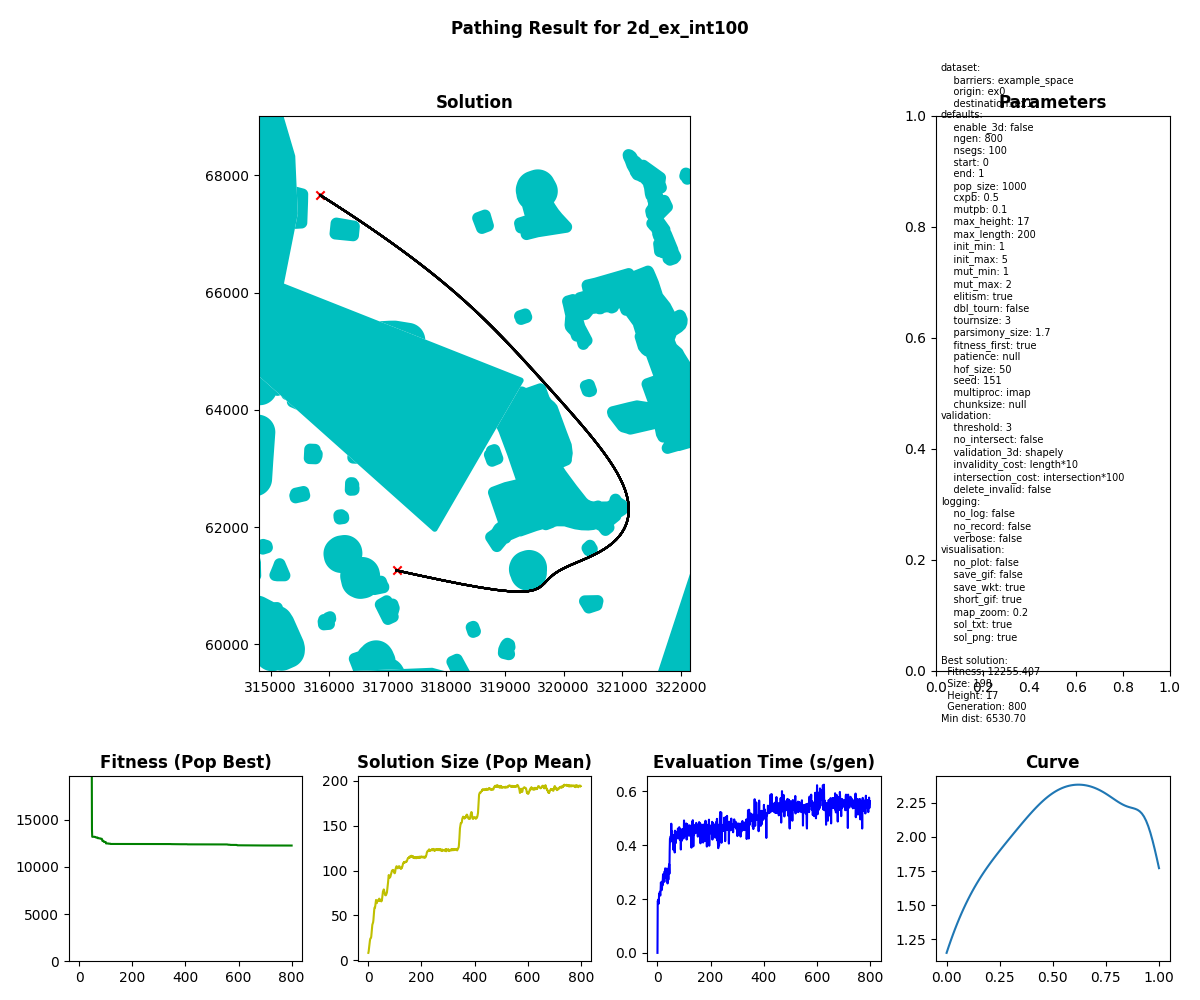 Pathing Result for 2d_ex_int100
Solution
68000
66000
64000
62000
60000
315000 316000 317000 318000 319000 320000 321000 322000
Parameters
dataset:
barriers: example_space
origin: ex0
defaults:
enable_3d: false
ngen: 800
nsegs: 100
start: 0
end: 1
pop_size: 1000
cxpb: 0.5
mutpb: 0.1
max_height: 17
max_length: 200
init_min: 1
init_max: 5
mut_min: 1
mut_max: 2
elitism: true
dbl_tourn: false
tournsize: 3
parsimony_size: 1.7
fitness_first: true
patience: null
hof_size: 50
seed: 151
multiproc: imap
chunksize: null
validation:
threshold: 3
no_intersect: false
validation_3d: shapely
invalidity_cost: length*10
intersection_cost: intersection*100
delete_invalid: false
logging:
no_log: false
no_record: false
verbose: false
visualisation:
no_plot: false
save_gif: false
save_wkt: true
short_gif: true
map_zoom: 0.2
sol_txt: true
sol_png: true
Best solution:
Fitness: 12255.407
Size: 198
Height: 17
Generation: 800
Min dist: 6530.70
1.0
0.8
0.6
0.4
0.2
0.0
0.0 0.2 0.4 0.6 0.8 1.0
Fitness (Pop Best)
15000
10000
5000
0
0 200 400 600 800
Solution Size (Pop Mean)
200
150
100
50
0
0 200 400 600 800
Evaluation Time (s/gen)
0.6
0.4
0.2
0.0
0 200 400 600 800
Curve
2.25
2.00
1.75
1.50
1.25
0.00 0.25 0.50 0.75 1.00